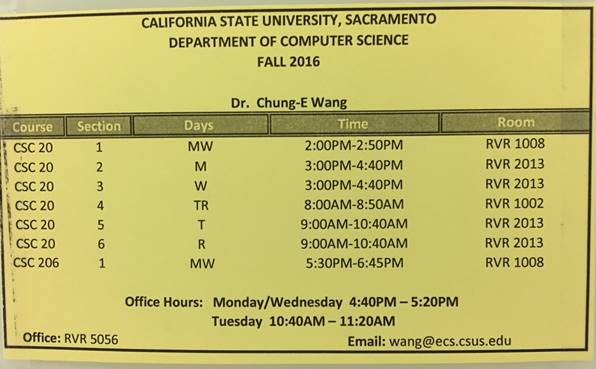 CALIFORNIA STATE UNIVERSITY, SACRAMENTO
DEPARTMENT OF COMPUTER SCIENCE
FALL 2016
Dr. Chung-E Wang
Course Section Days Time Room
CSC 20 1 MW 2:00PM-2:50PM RVR 1008
CSC 20 2 M 3:00PM-4:40PM RVR 2013
CSC 20 3 W 3:00PM-4:40PM RVR 2013
CSC 20 4 TR 8:00AM-8:50AM RVR 1002
CSC 20 5 T 9:00AM-10:40AM RVR 2013
CSC 20 6 R 9:00AM-10:40AM RVR 2013
CSC 206 1 MW 5:30PM-6:45PM RVR 1008
Office Hours: Monday/Wednesday 4:40PM – 5:20PM
Tuesday 10:40AM – 11:20AM
Office: RVR 5056 Email: wang@ecs.csus.edu